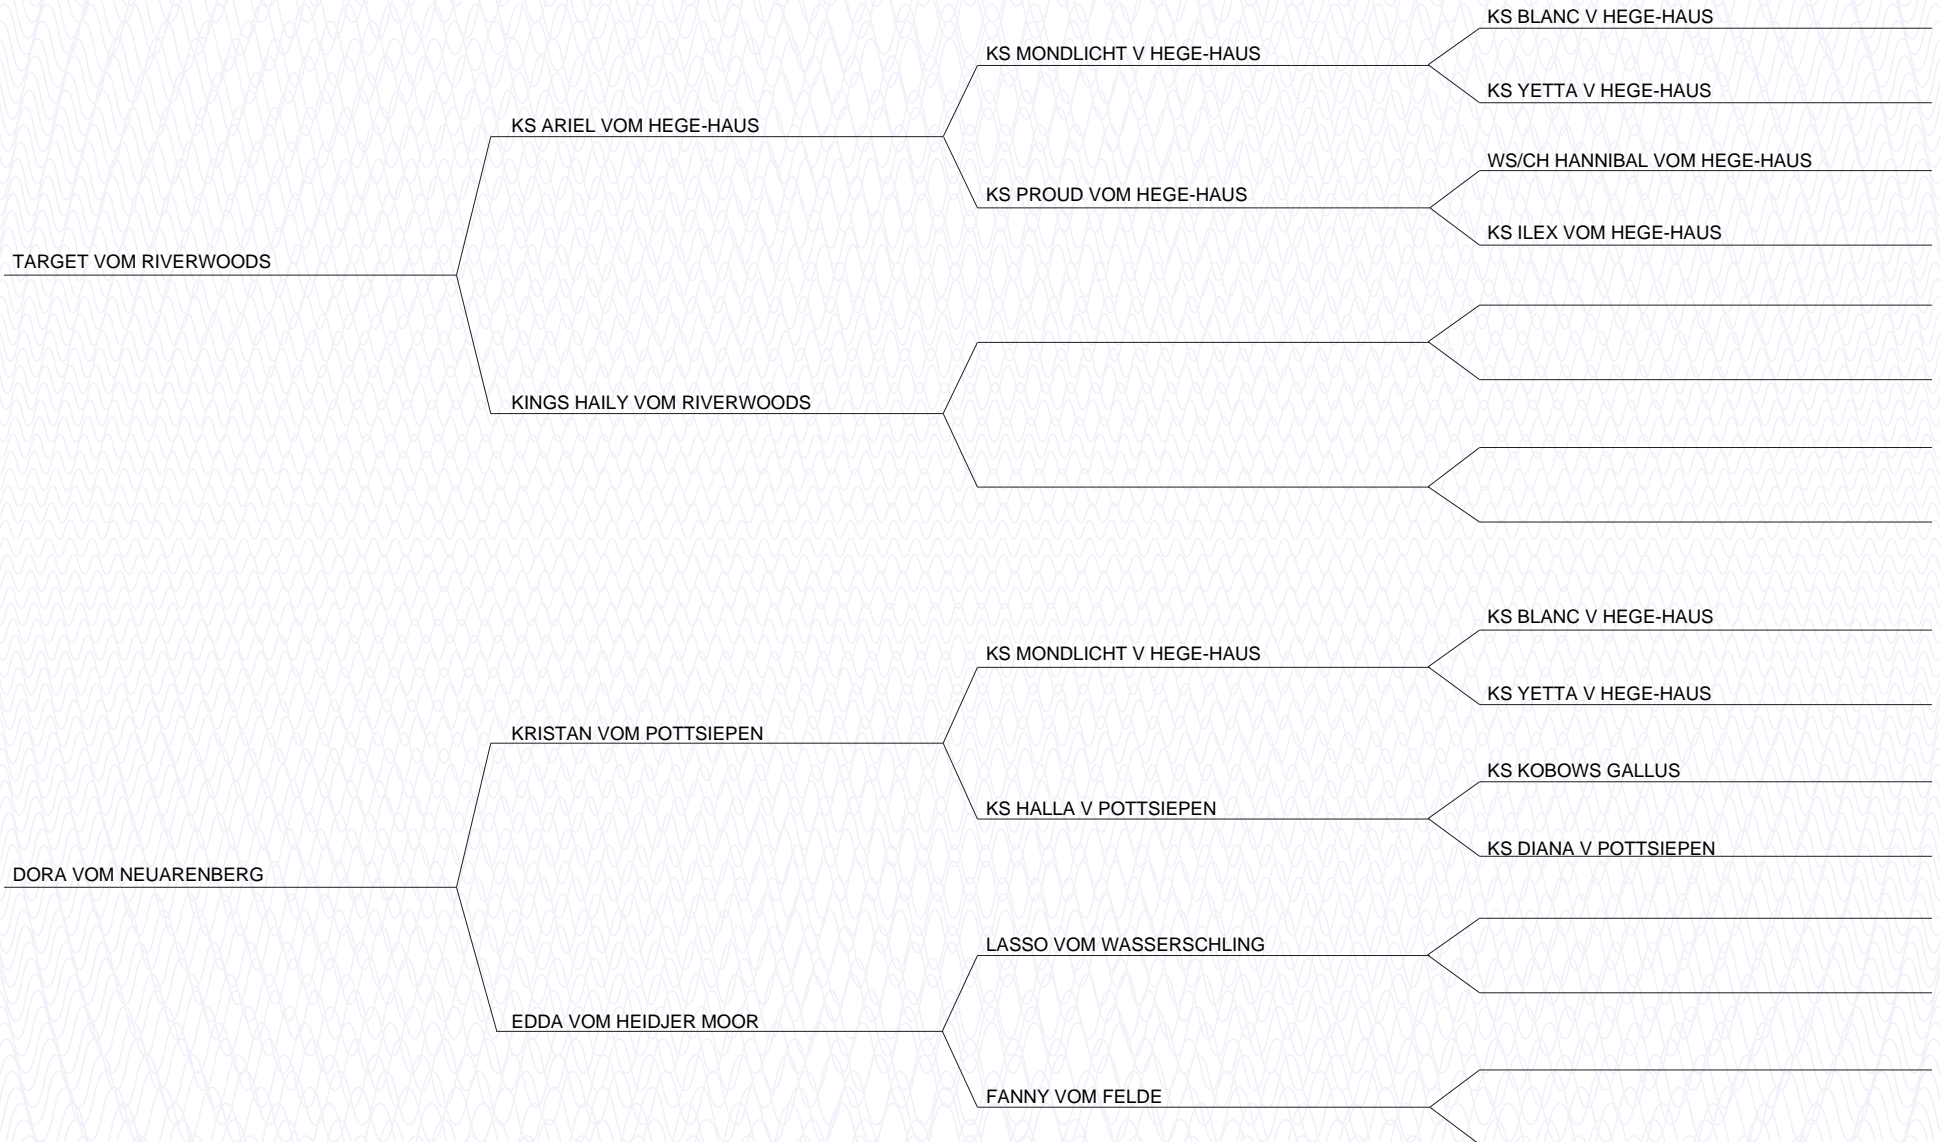 KS BLANC V HEGE-HAUS
KS MONDLICHT V HEGE-HAUS
KS YETTA V HEGE-HAUS
KS ARIEL VOM HEGE-HAUS
WS/CH HANNIBAL VOM HEGE-HAUS
KS PROUD VOM HEGE-HAUS
KS ILEX VOM HEGE-HAUS
TARGET VOM RIVERWOODS
KINGS HAILY VOM RIVERWOODS
KS BLANC V HEGE-HAUS
KS MONDLICHT V HEGE-HAUS
KS YETTA V HEGE-HAUS
KRISTAN VOM POTTSIEPEN
KS KOBOWS GALLUS
KS HALLA V POTTSIEPEN
KS DIANA V POTTSIEPEN
DORA VOM NEUARENBERG
LASSO VOM WASSERSCHLING
EDDA VOM HEIDJER MOOR
FANNY VOM FELDE